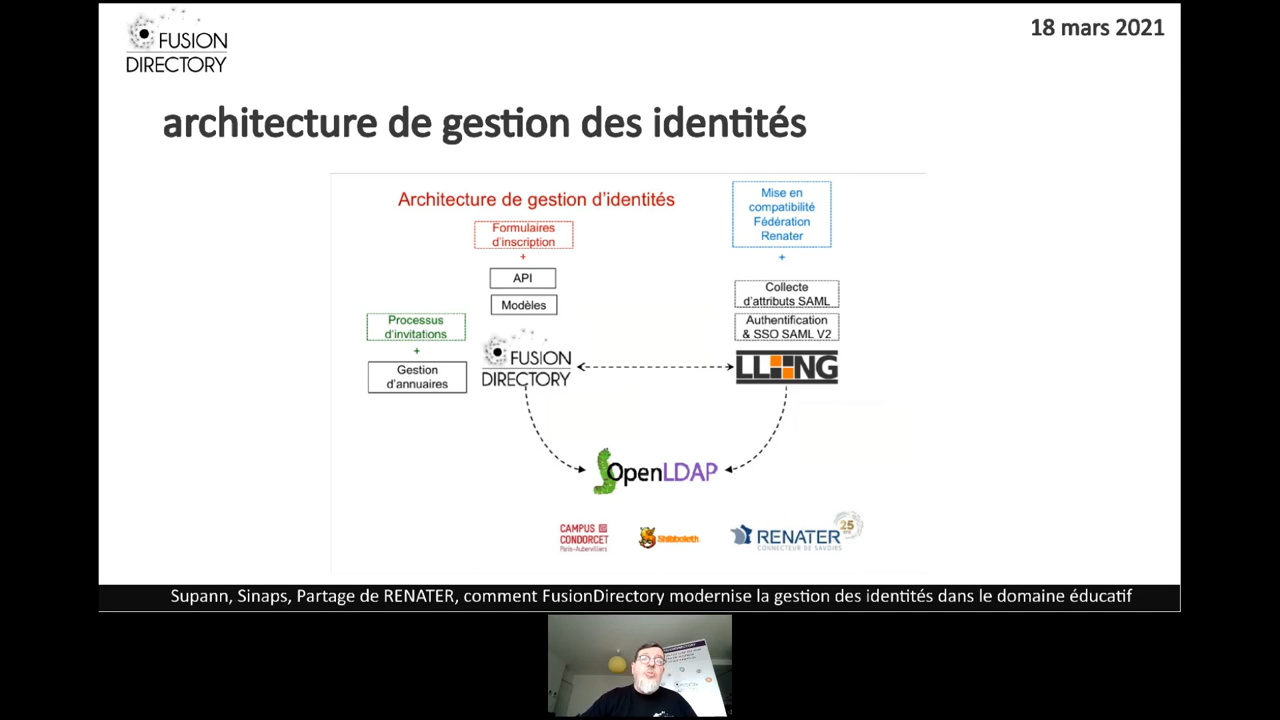 FUSION
DIRECTORY
18 mars 2021
architecture de gestion des identités
Architecture de gestion d'identités
Formulaires
d'inscription
+
API
Modèles
Processus
d'invitations
+
Gestion
d'annuaires
FUSION
DIRECTORY
Mise en
compatibilité
Fédération
Renater
+
Collecte
d'attributs SAML
Authentification
& SSO SAML V2
LL::NG
OpenLDAP
CAMPUS
CONDORCET
Paris-Aubervilliers
Shibboleth
RENATER
CONNECTEUR DE SAVOIRS
25
Supann, Sinaps, Partage de RENATER, comment FusionDirectory modernise la gestion des identités dans le domaine éducatif